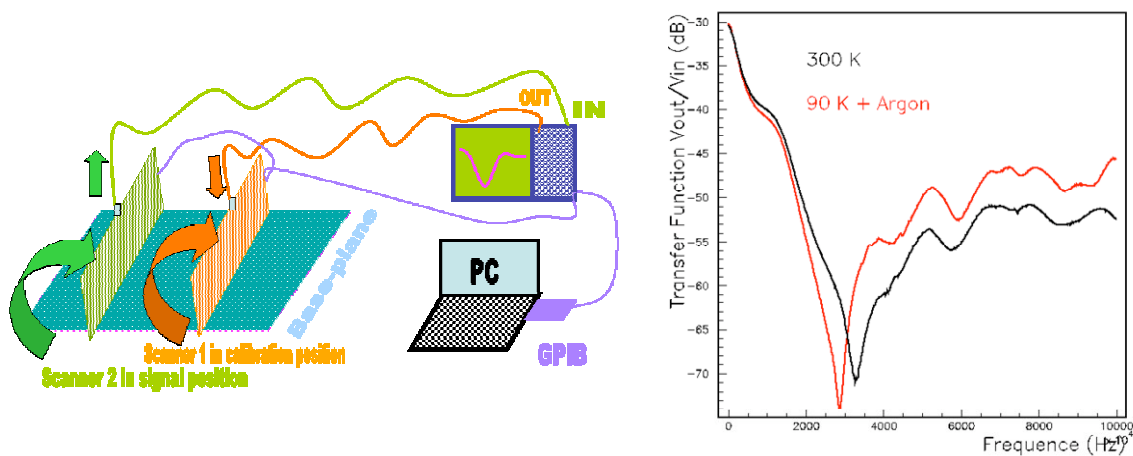 OUT
IN
Base-plane
PC
GPIB
Scanner 1 in calibration position
Scanner 2 in signal position
Transfer Function Vout/Vin (dB)
-30
-35
-40
-45
-50
-55
-60
-65
-70
300 K
90 K + Argon
0
2000
4000
6000
8000
10000
Frequence (Hz)